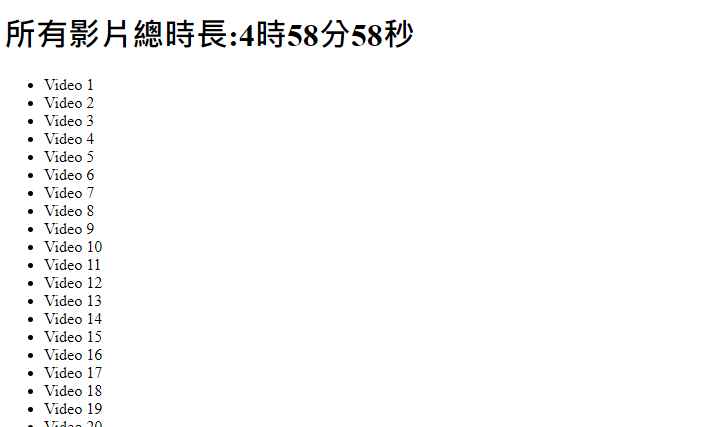 所有影片總時長:4時58分58秒
Video 1
Video 2
Video 3
Video 4
Video 5
Video 6
Video 7
Video 8
Video 9
Video 10
Video 11
Video 12
Video 13
Video 14
Video 15
Video 16
Video 17
Video 18
Video 19
Video 20